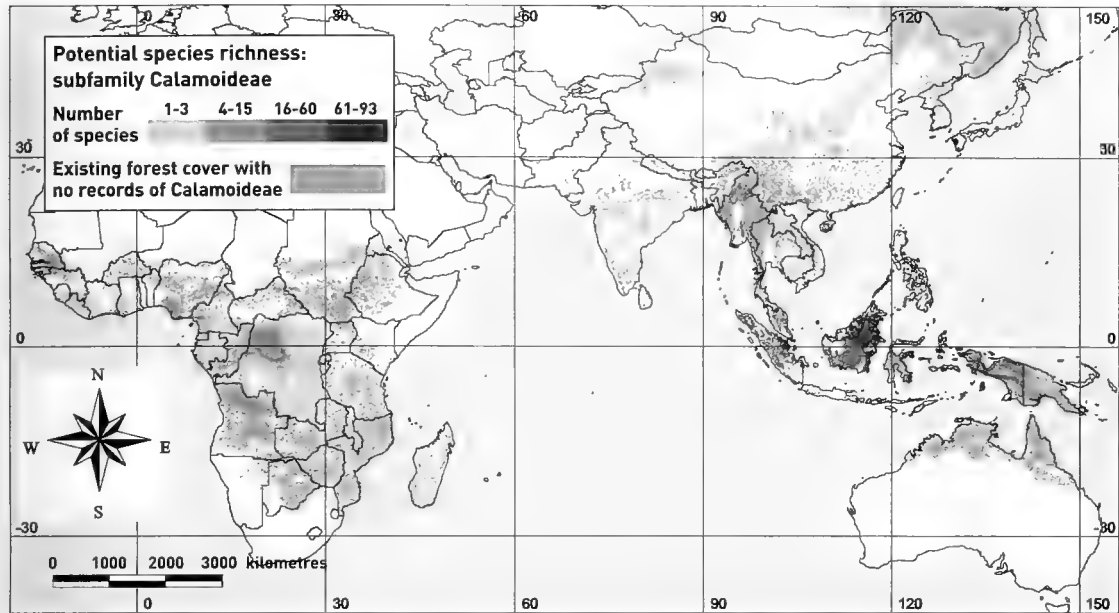 0 30 60 90 120 150
Potential species richness:
subfamily Calamoideae
Number of species 1-3 4-15 16-60 61-93
Existing forest cover with
no records of Calamoideae
30 30
0 0
N
W E
S
-30 -30
0 1000 2000 3000 kilometres
0 30 60 90 120 150